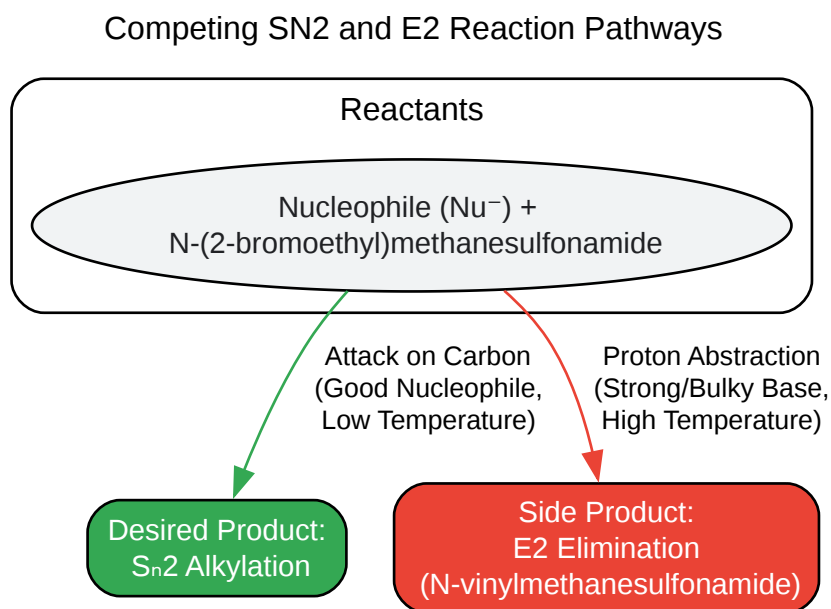 Competing SN2 and E2 Reaction Pathways
Reactants
Nucleophile (Nu⁻) +
N-(2-bromoethyl)methanesulfonamide
Attack on Carbon
(Good Nucleophile,
Low Temperature)
Proton Abstraction
(Strong/Bulky Base,
High Temperature)
Desired Product:
Sₙ2 Alkylation
Side Product:
E2 Elimination
(N-vinylmethanesulfonamide)